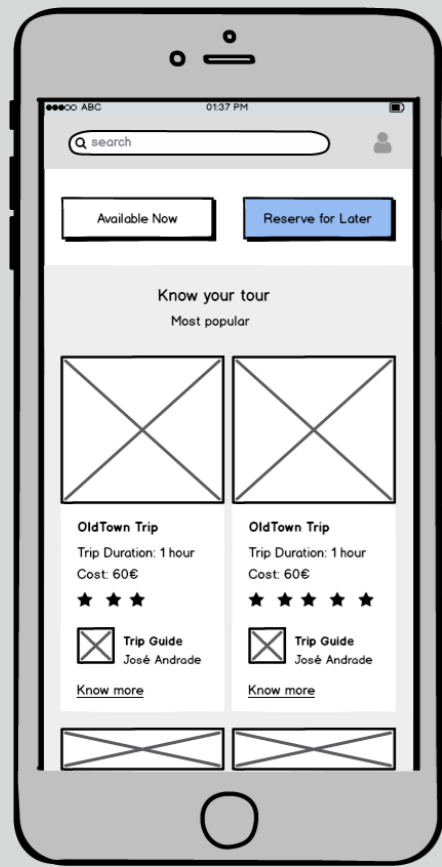 ABC 01:37 PM
search
Available Now
Reserve for Later
Know your tour
Most popular
OldTown Trip
Trip Duration: 1 hour
Cost: 60€
Trip Guide
José Andrade
Know more
OldTown Trip
Trip Duration: 1 hour
Cost: 60€
Trip Guide
José Andrade
Know more